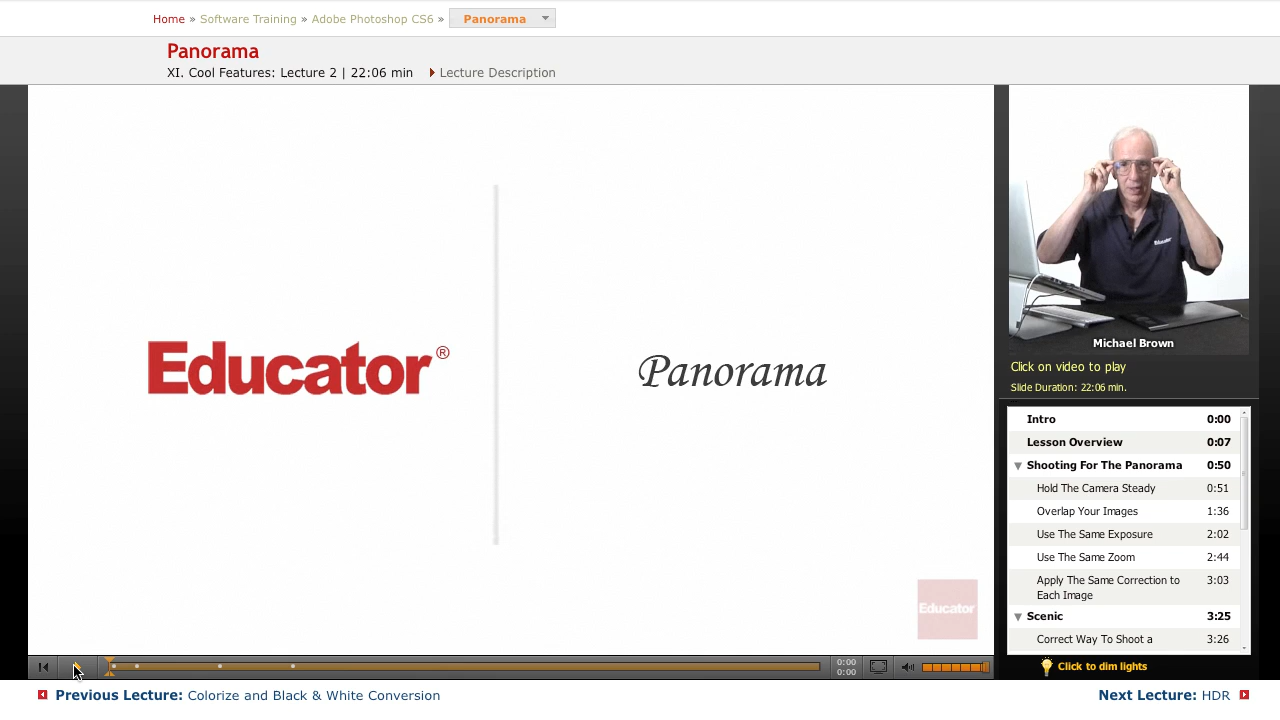 Home » Software Training » Adobe Photoshop CS6 » Panorama
Panorama
XI. Cool Features: Lecture 2 | 22:06 min Lecture Description
Educator®
Panorama
Educator
Educator
Michael Brown
Click on video to play
Slide Duration: 22:06 min.
Intro 0:00
Lesson Overview 0:07
Shooting For The Panorama 0:50
Hold The Camera Steady 0:51
Overlap Your Images 1:36
Use The Same Exposure 2:02
Use The Same Zoom 2:44
Apply The Same Correction to 3:03
Each Image
Scenic 3:25
Correct Way To Shoot a 3:26
0:00
0:00
Click to dim lights
Previous Lecture: Colorize and Black & White Conversion
Next Lecture: HDR